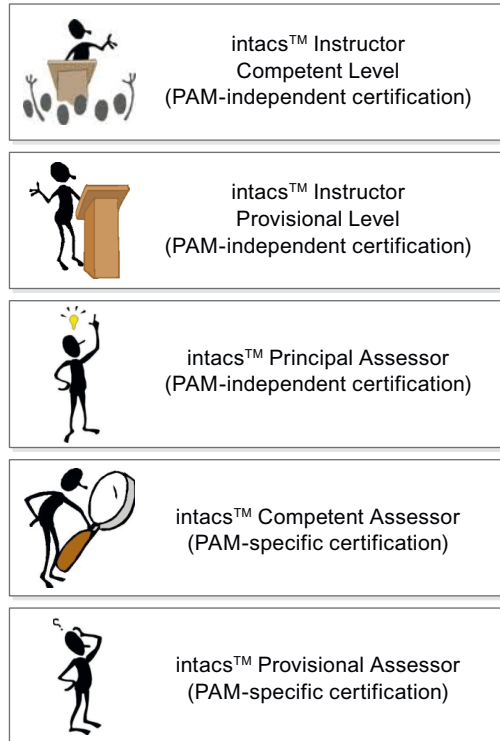 intacs™ Instructor
Competent Level
(PAM-independent certification)
intacs™ Instructor
Provisional Level
(PAM-independent certification)
intacs™ Principal Assessor
(PAM-independent certification)
intacs™ Competent Assessor
(PAM-specific certification)
?
intacs™ Provisional Assessor
(PAM-specific certification)